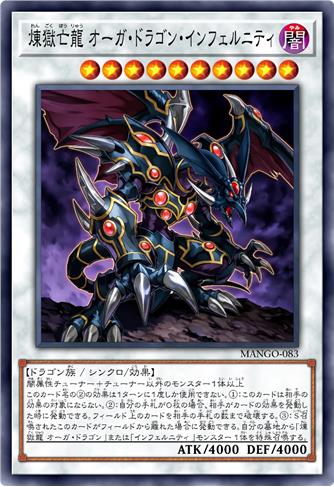 煉獄亡龍 オーガ・ドラゴン・インフェルニティ
闇
MANGO-083
【ドラゴン族 / シンクロ/効果】
闇属性チューナー+チューナー以外のモンスター1体以上
このカード名の②の効果は1ターンに1度しか使用できない。①:このカードは相手の
効果の対象にならない。②:自分の手札が0枚の場合、相手がカードの効果を発動し
た時に発動できる。フィールド上のカードを相手の手札の数まで破壊する。③:S召
喚されたこのカードがフィールドから離れた場合に発動できる。自分の墓地から「煉
獄龍 オーガ・ドラゴン」または「インフェルニティ」モンスター 1体を特殊召喚する。
ATK/4000 DEF/4000